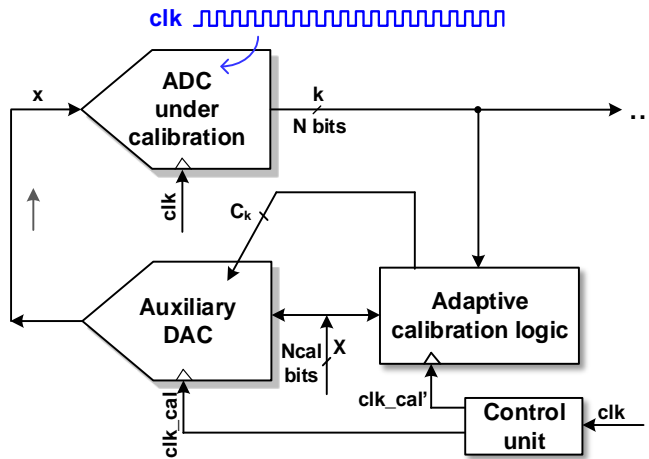 clk
x
ADC
under
calibration
k
N bits
..
clk
Cₖ
Auxiliary
DAC
Adaptive
calibration logic
Ncal
bits
X
clk_cal
clk_cal'
Control
unit
clk